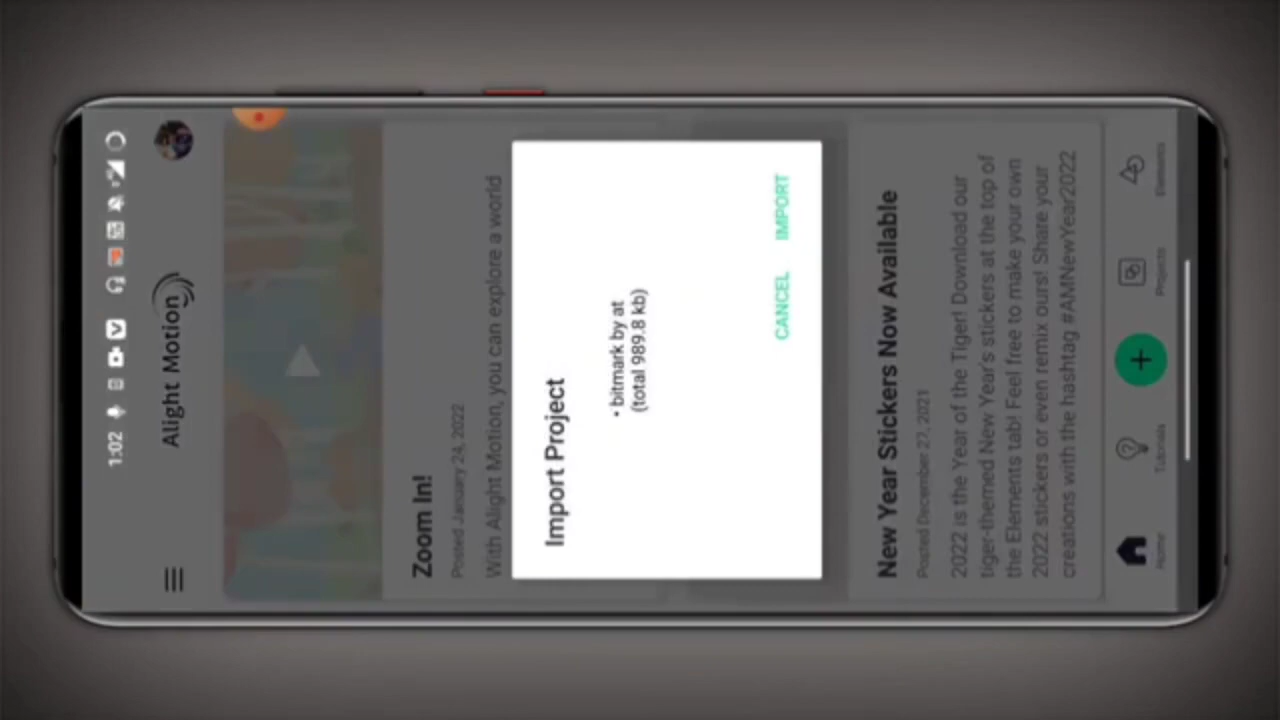 1:02
Alight Motion
Zoom In!
Posted January 24, 2022
With Alight Motion, you can explore a world
Import Project
• bitmark by at
(total 989.8 kb)
CANCEL IMPORT
New Year Stickers Now Available
Posted December 27, 2021
2022 is the Year of the Tiger! Download our
tiger-themed New Year's stickers at the top of
the Elements tab! Feel free to make your own
2022 stickers or even remix ours! Share your
creations with the hashtag #AMNewYear2022
Home Tutorials Projects Elements